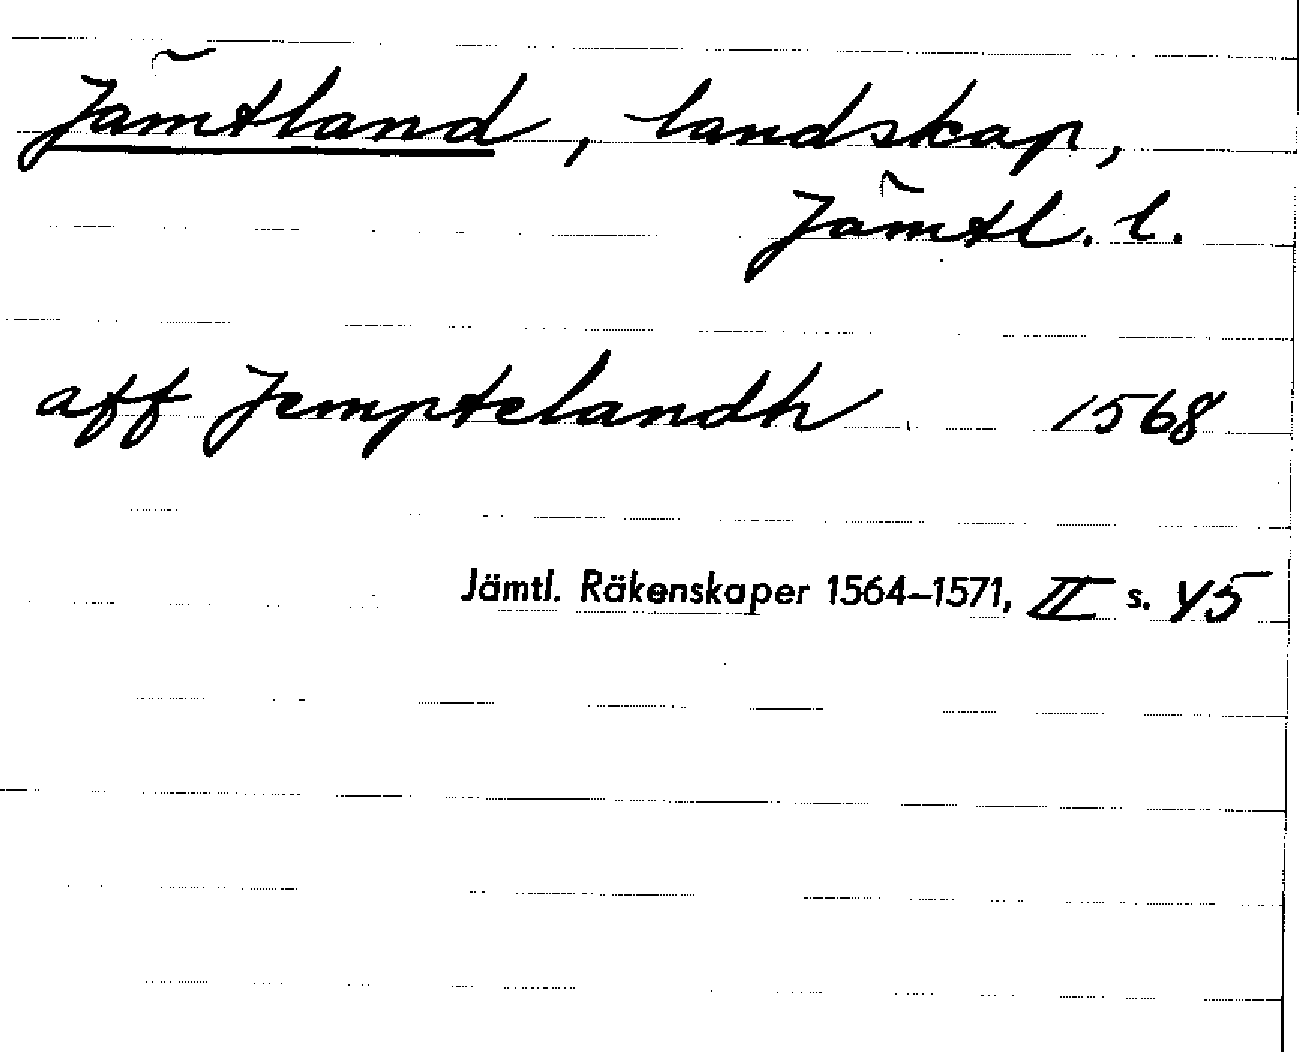 Jämtland, landskap,
Jämtl. l.
aff Jemptelandh 1568
Jämtl. Räkenskaper 1564–1571, II s. 45